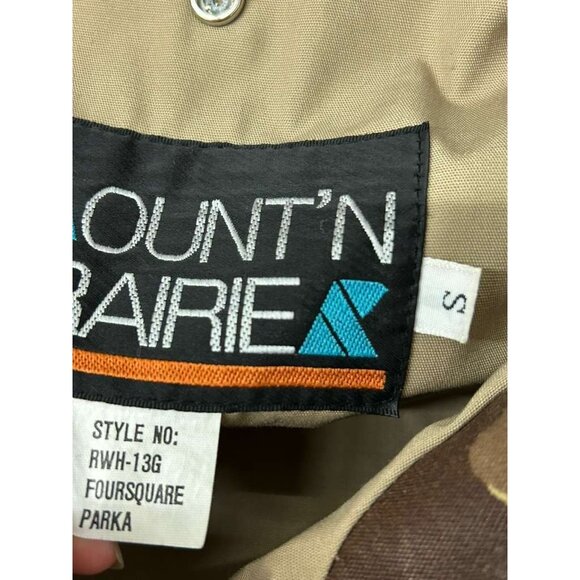 OUNT'N
RAIRIE
S
STYLE NO:
RWH-13G
FOURSQUARE
PARKA